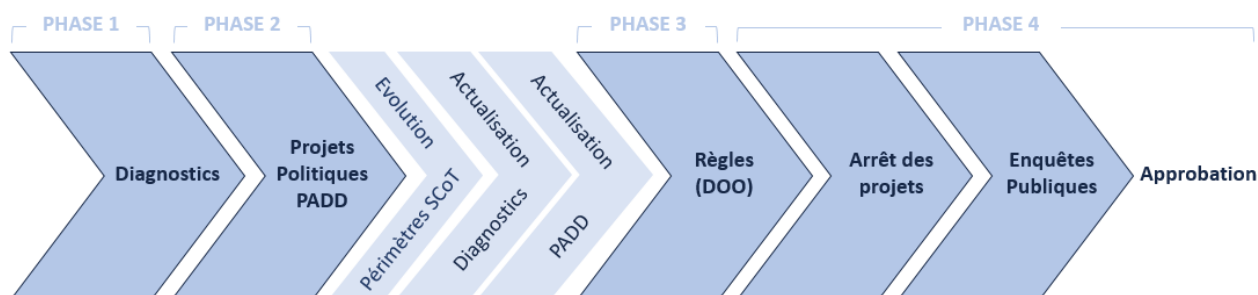 PHASE 1
PHASE 2
PHASE 3
PHASE 4
Diagnostics
Projets
Politiques
PADD
Evolution
Périmètres SCoT
Actualisation
Diagnostics
Actualisation
PADD
Règles
(DOO)
Arrêt des
projets
Enquêtes
Publiques
Approbation